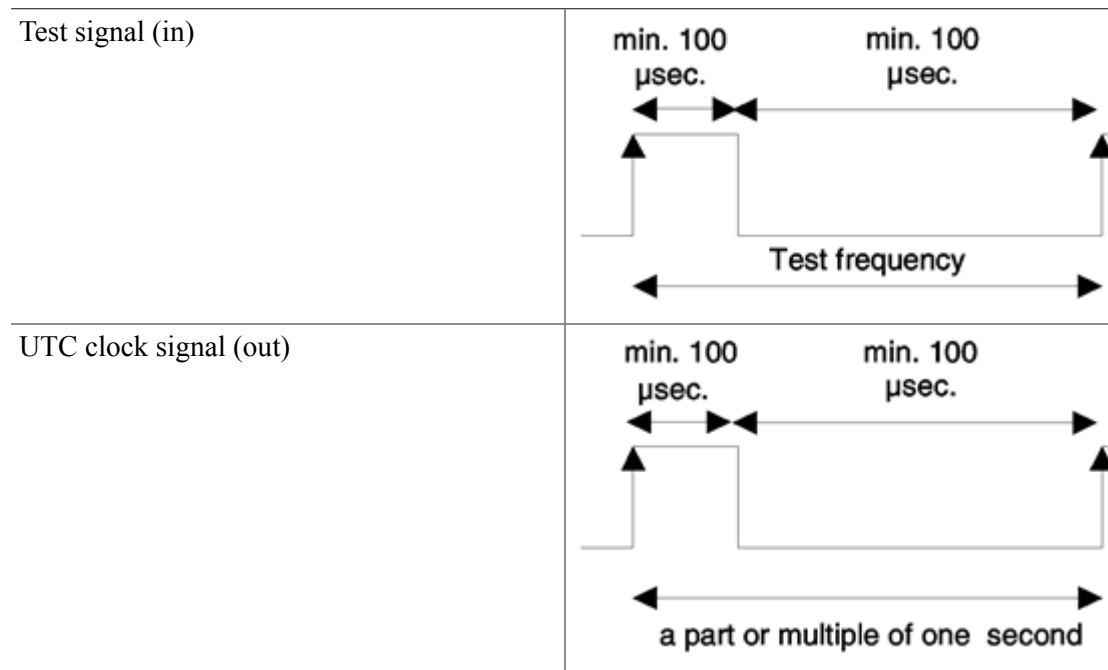 Test signal (in)
min. 100 min. 100
µsec. µsec.
Test frequency
UTC clock signal (out)
min. 100 min. 100
µsec. µsec.
a part or multiple of one second